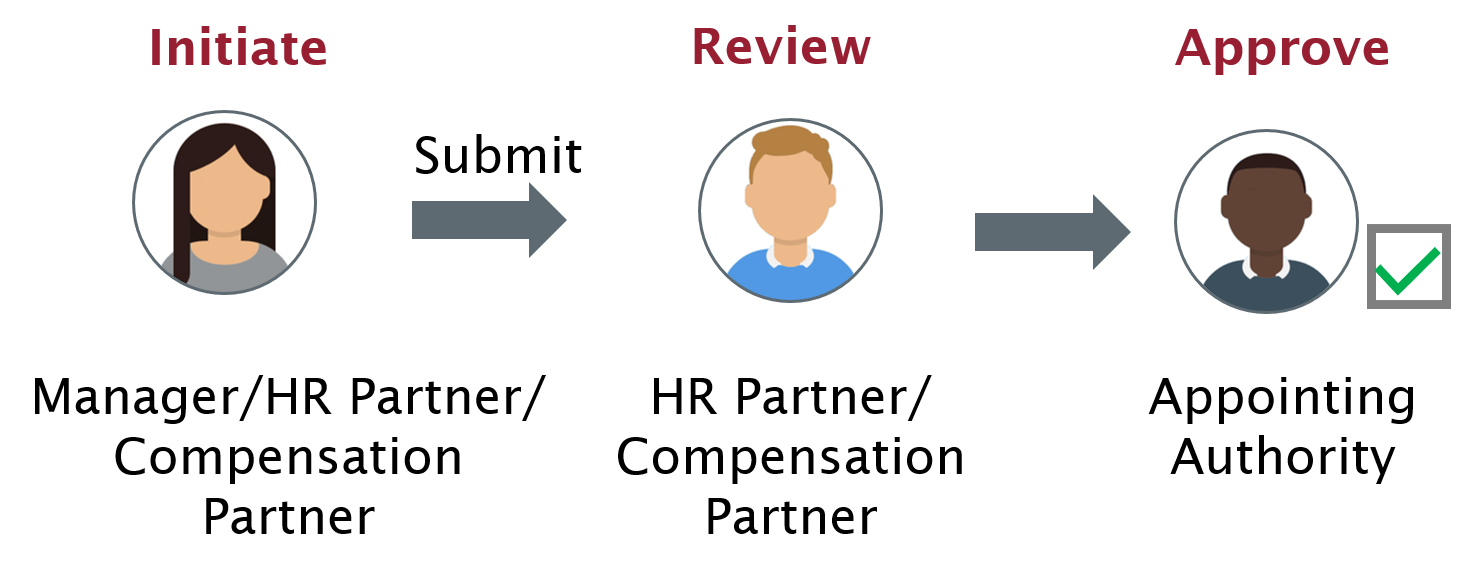 Initiate
Review
Approve
Submit
Manager/HR Partner/
Compensation
Partner
HR Partner/
Compensation
Partner
Appointing
Authority